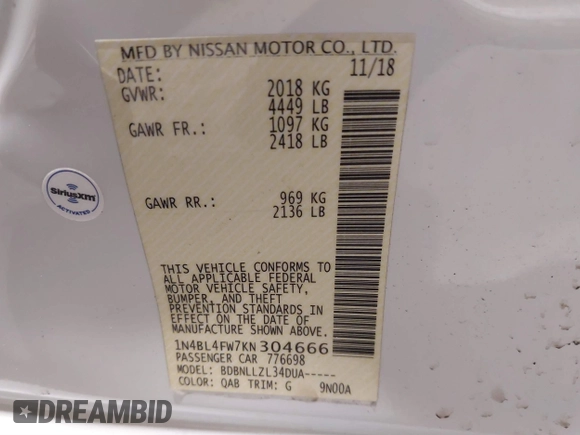 MFD BY NISSAN MOTOR CO., LTD.
DATE: 11/18
GVWR: 2018 KG
4449 LB
GAWR FR.: 1097 KG
2418 LB
GAWR RR.: 969 KG
2136 LB
SiriusXM
ACTIVATED
THIS VEHICLE CONFORMS TO
ALL APPLICABLE FEDERAL
MOTOR VEHICLE SAFETY,
BUMPER, AND THEFT
PREVENTION STANDARDS IN
EFFECT ON THE DATE OF
MANUFACTURE SHOWN ABOVE.
1N4BL4FW7KN304666
PASSENGER CAR 776698
MODEL: BDBNLLZL34DUA-----
COLOR: QAB TRIM: G 9N00A
DREAMBID